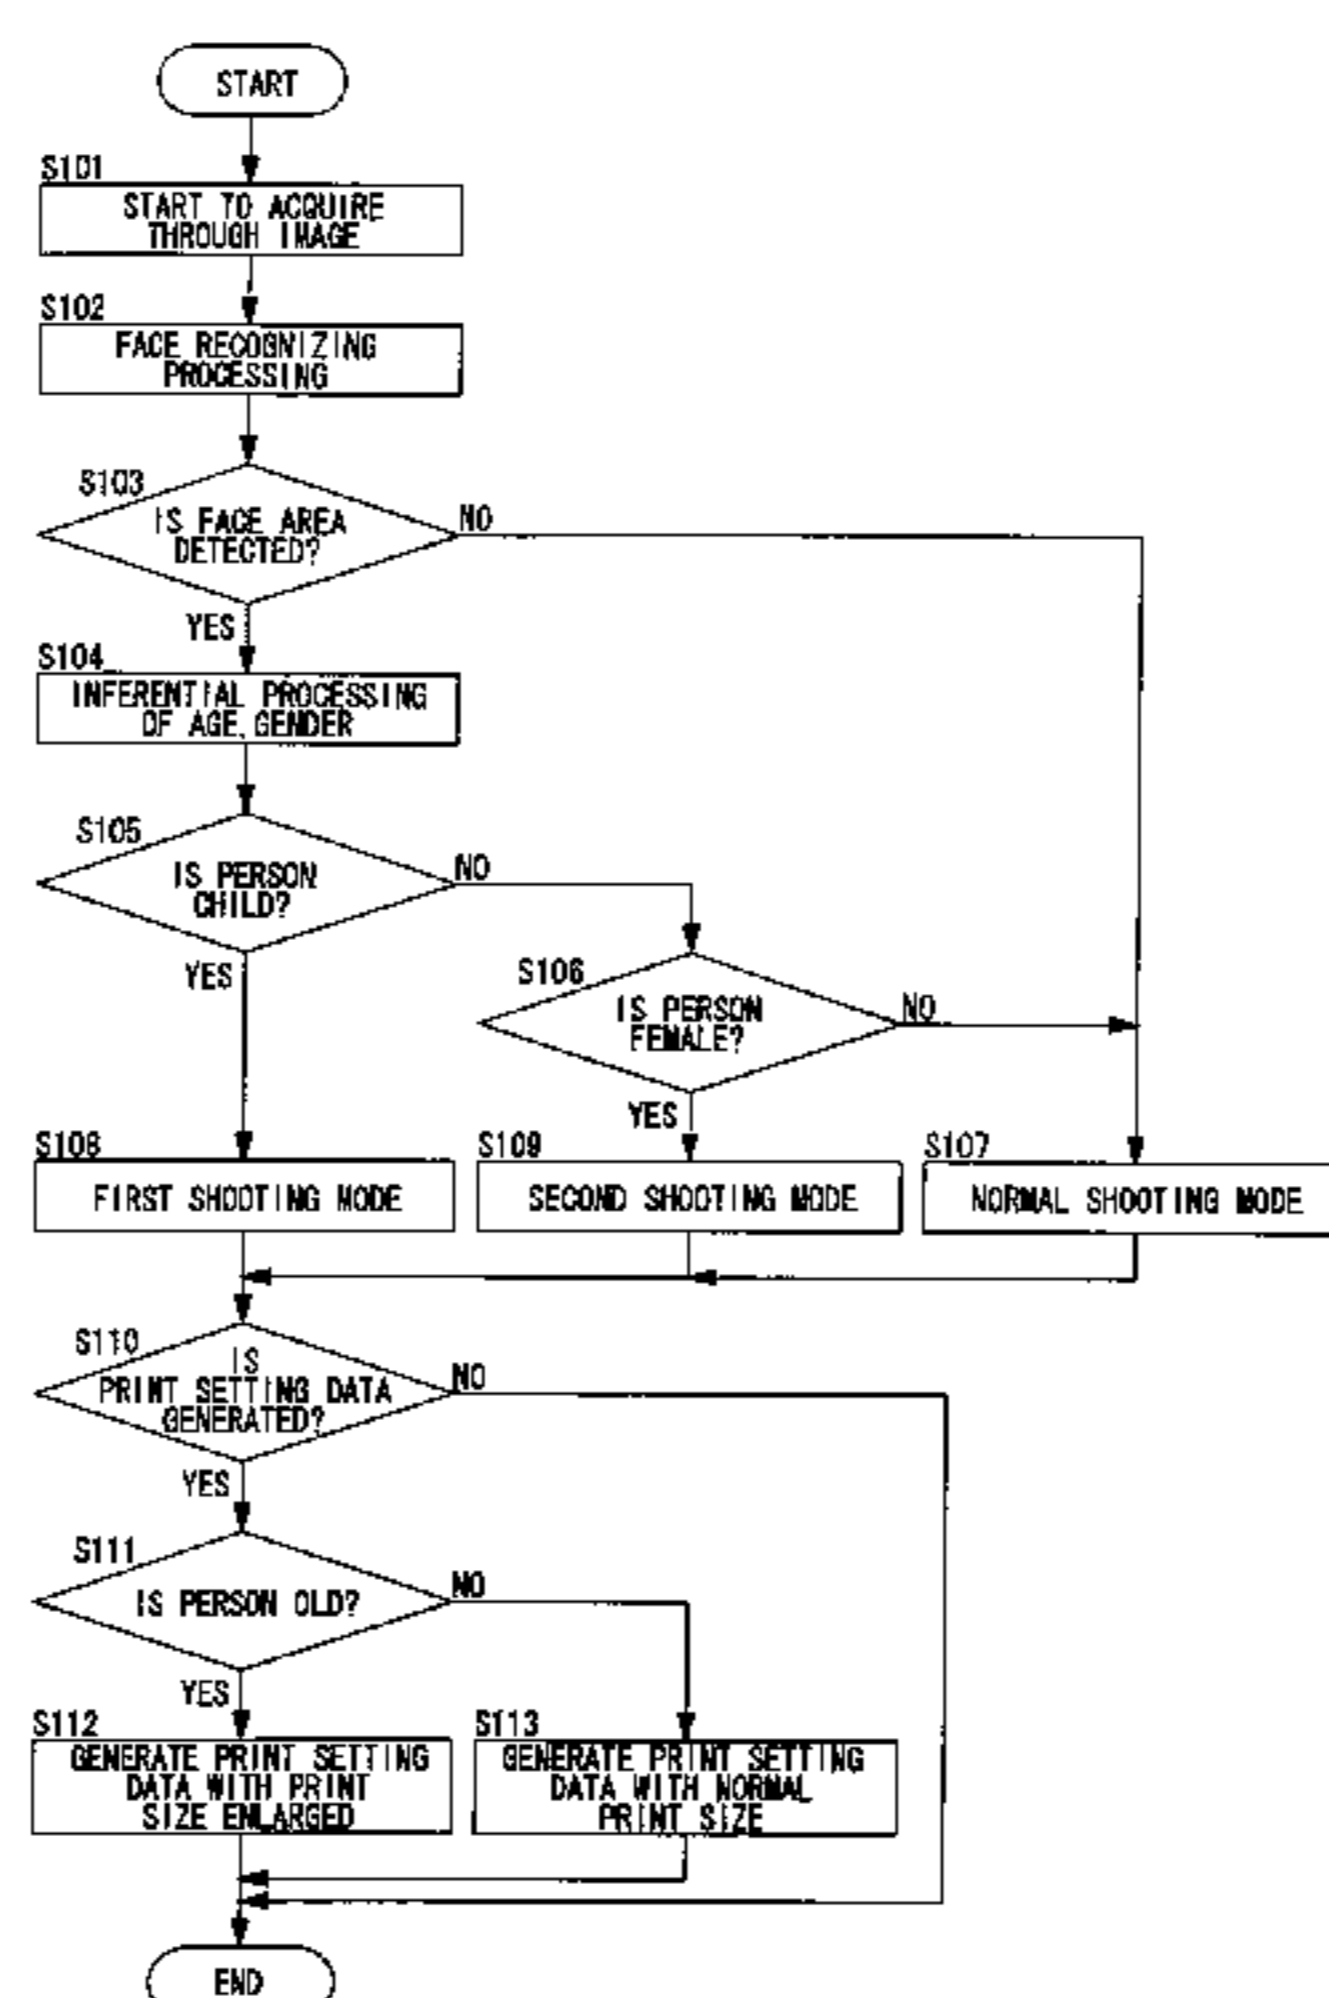 START
S101
START TO ACQUIRE
THROUGH IMAGE
S102
FACE RECOGNIZING
PROCESSING
S103
IS FACE AREA
DETECTED?
NO
YES
S104
INFERENTIAL PROCESSING
OF AGE, GENDER
S105
IS PERSON
CHILD?
NO
YES
S106
IS PERSON
FEMALE?
NO
YES
S108
FIRST SHOOTING MODE
S109
SECOND SHOOTING MODE
S107
NORMAL SHOOTING MODE
S110
IS
PRINT SETTING DATA
GENERATED?
NO
YES
S111
IS PERSON OLD?
NO
YES
S112
GENERATE PRINT SETTING
DATA WITH PRINT
SIZE ENLARGED
S113
GENERATE PRINT SETTING
DATA WITH NORMAL
PRINT SIZE
END